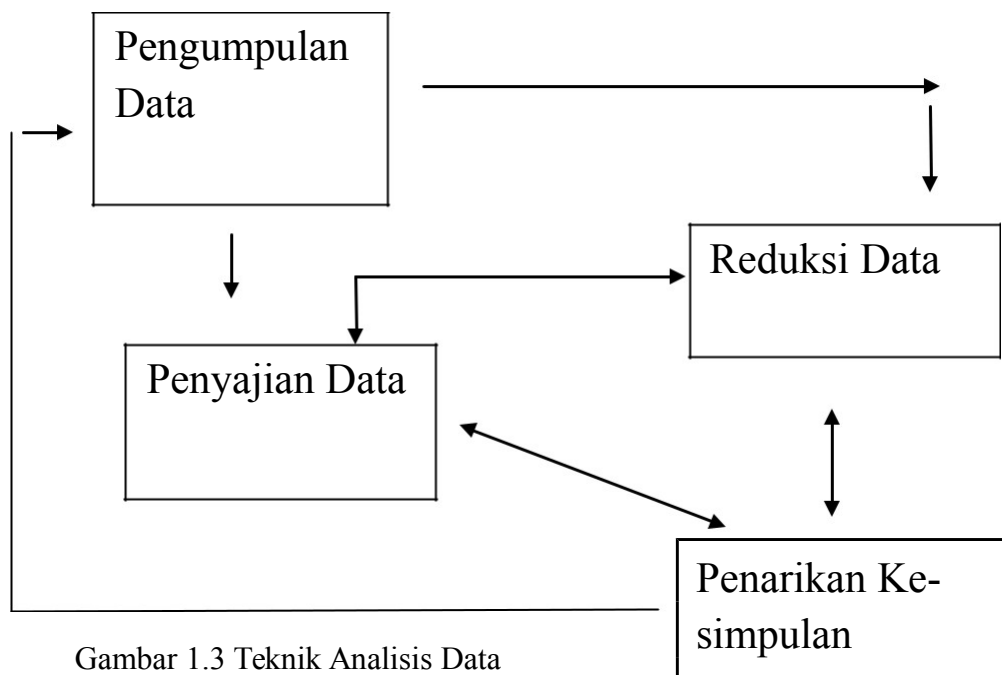 Pengumpulan
Data
Reduksi Data
Penyajian Data
Penarikan Ke-
simpulan
Gambar 1.3 Teknik Analisis Data